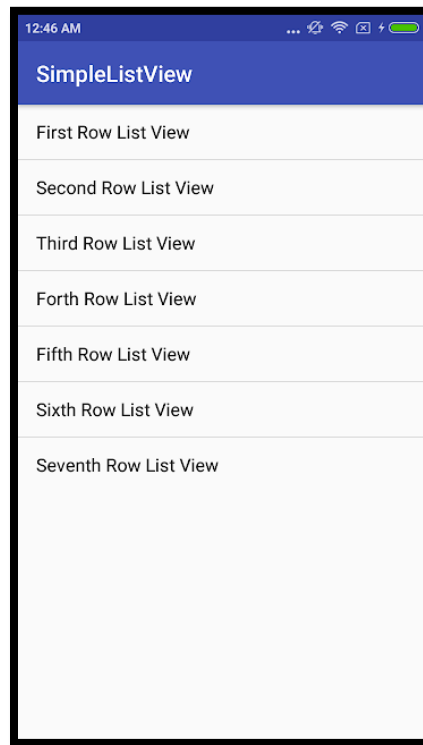 12:46 AM
SimpleListView
First Row List View
Second Row List View
Third Row List View
Forth Row List View
Fifth Row List View
Sixth Row List View
Seventh Row List View